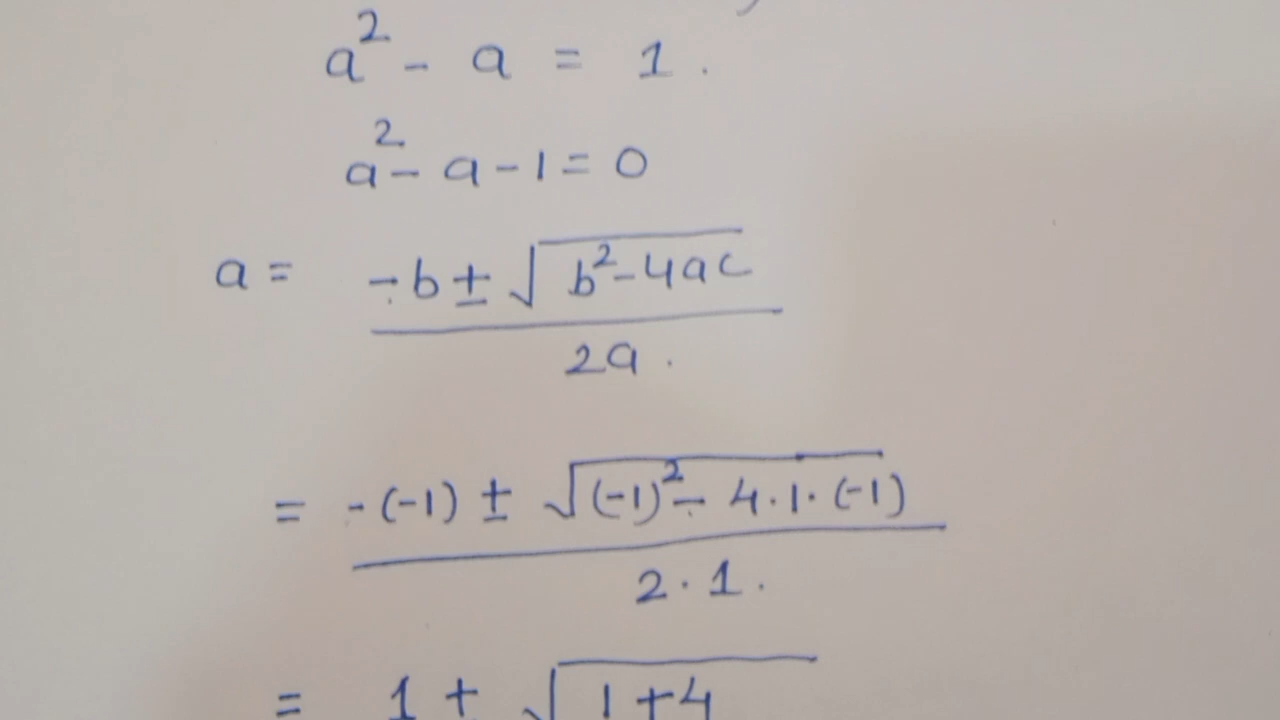 a² - a = 1.
a² - a - 1 = 0
a = -b ± √b² - 4ac
2a.
= -(-1) ± √(-1)² - 4·1·(-1)
2·1.
= 1 ± √1+4